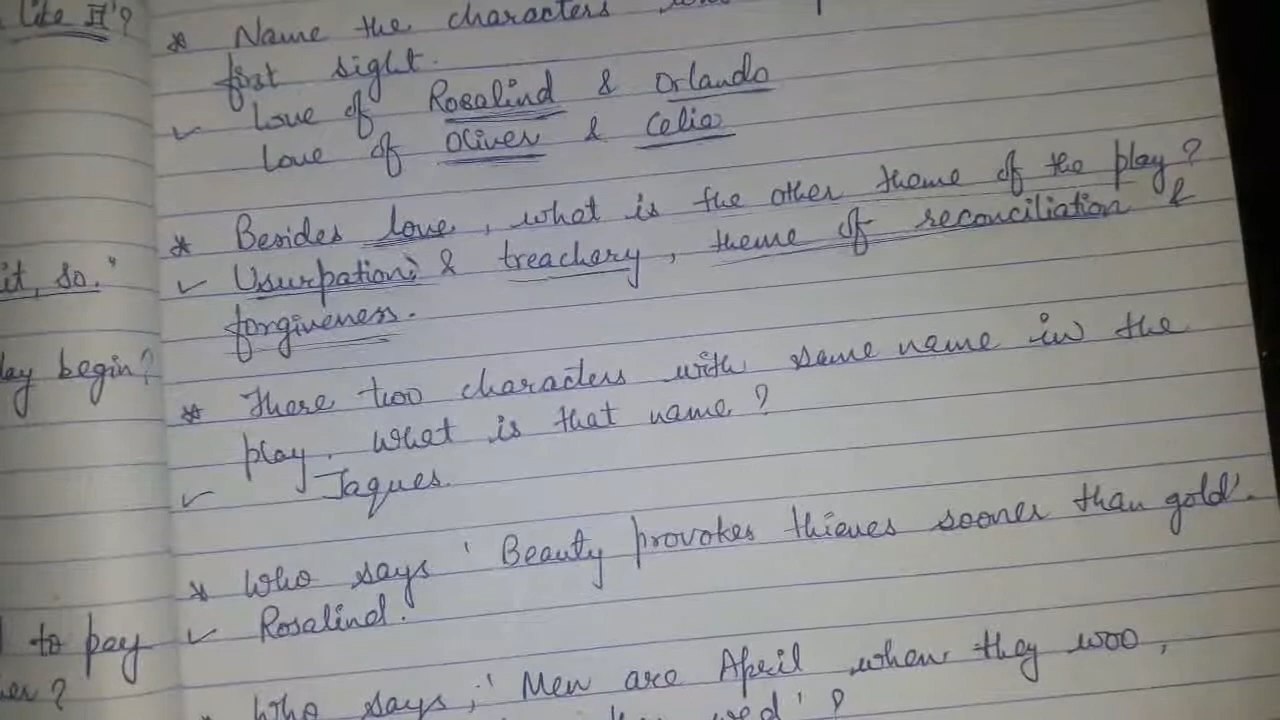 Like It'?
* Name the characters
first sight.
✓ Love of Rosalind & Orlando
Love of Oliver & Celia
* Besides love, what is the other theme of the play?
✓ Usurpation & treachery, theme of reconciliation &
forgiveness.
it, so."
lay begin?
* There two characters with same name in the
play. What is that name?
✓ Jaques.
* Who says 'Beauty provokes thieves sooner than gold'.
✓ Rosalind.
to pay
* Who says, 'Men are April when they woo,
wed'?